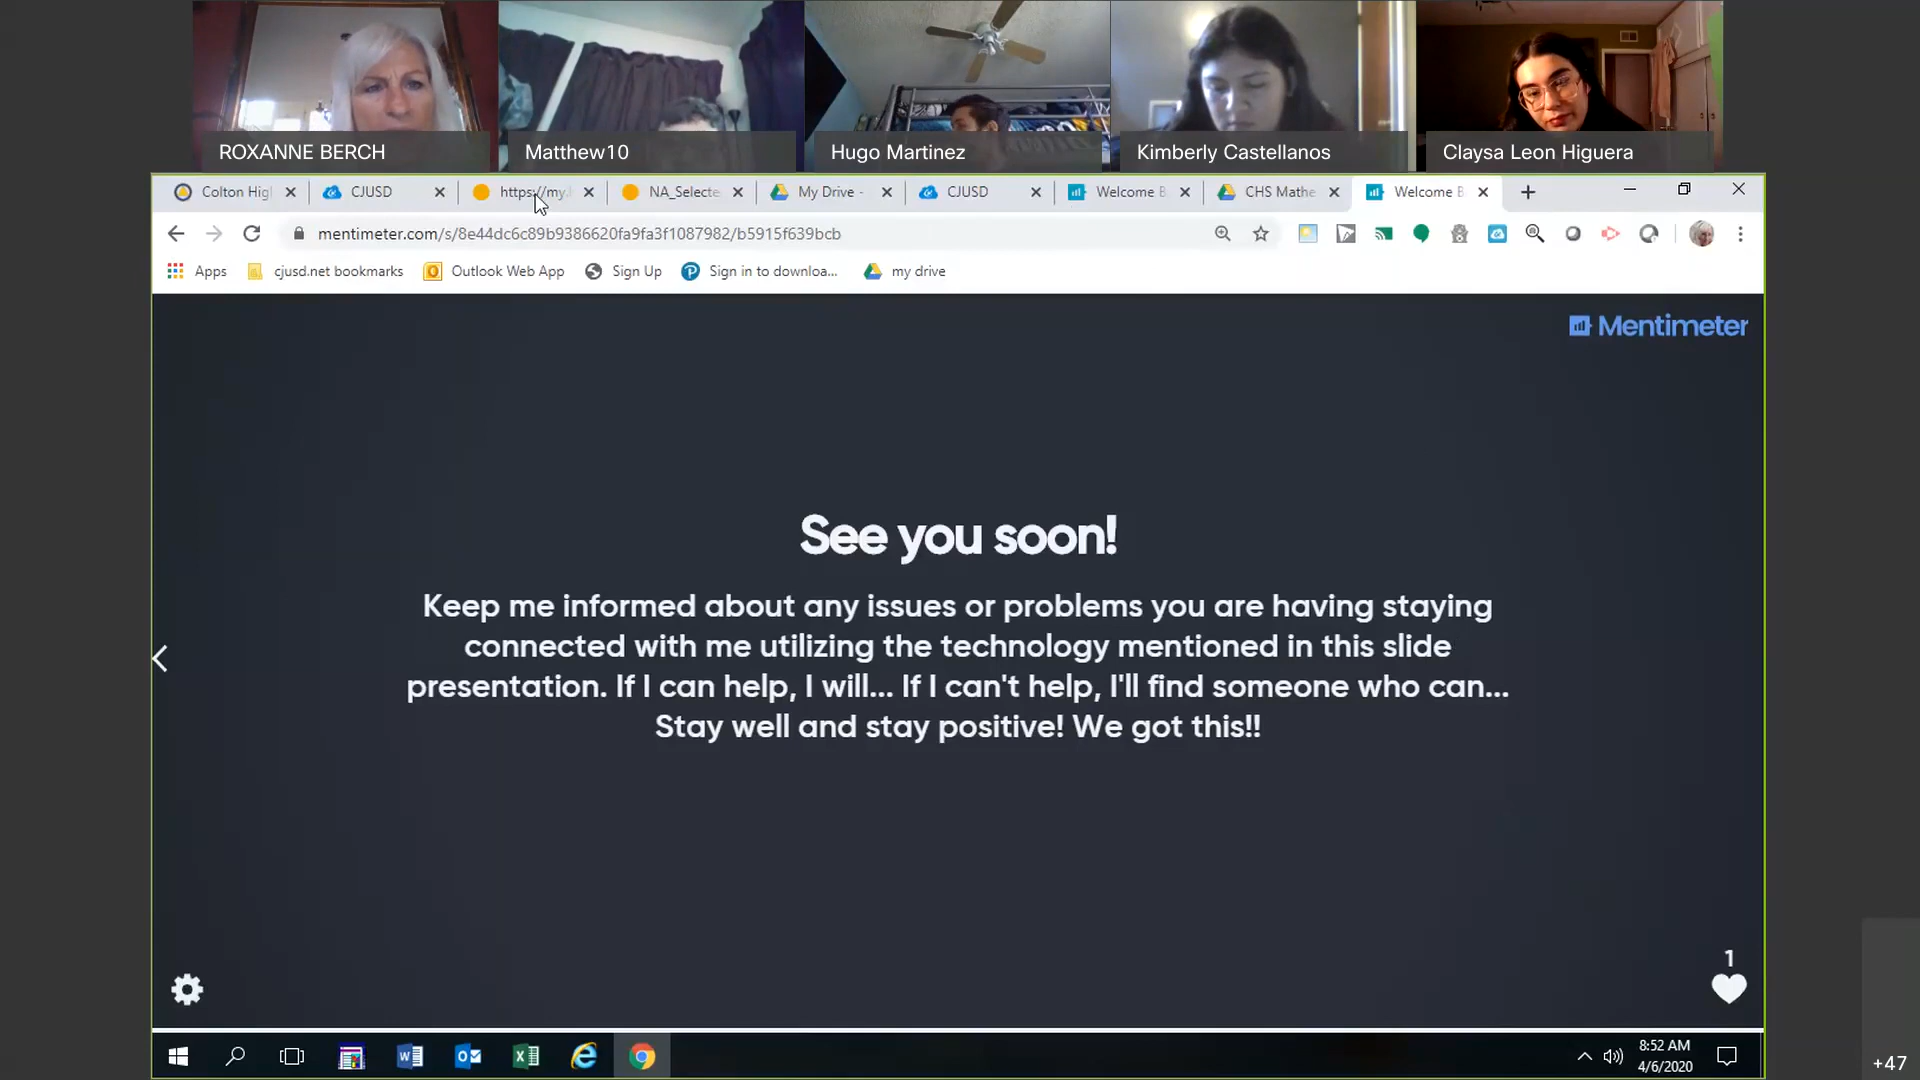 ROXANNE BERCH
Matthew10
Hugo Martinez
Kimberly Castellanos
Claysa Leon Higuera
Colton Higl
CJUSD
https://my.
NA_Selecte
My Drive -
CJUSD
Welcome B
CHS Mathe
Welcome B
mentimeter.com/s/8e44dc6c89b9386620fa9fa3f1087982/b5915f639bcb
Apps
cjusd.net bookmarks
Outlook Web App
Sign Up
Sign in to downloa...
my drive
Mentimeter
See you soon!
Keep me informed about any issues or problems you are having staying
connected with me utilizing the technology mentioned in this slide
presentation. If I can help, I will... If I can't help, I'll find someone who can...
Stay well and stay positive! We got this!!
1
8:52 AM
4/6/2020
+47